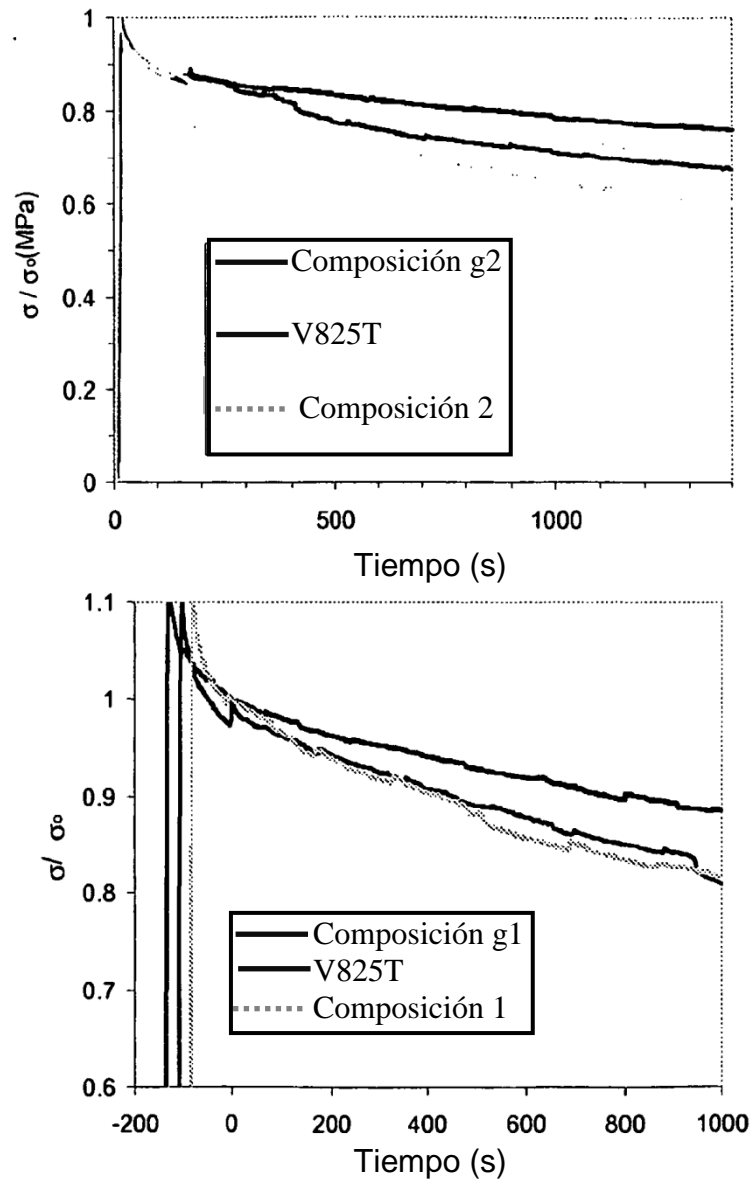 1
0.8
0.6
0.4
0.2
0
σ / σo(MPa)
Composición g2
V825T
Composición 2
0
500
1000
Tiempo (s)
1.1
1
0.9
0.8
0.7
0.6
σ/ σo
Composición g1
V825T
Composición 1
-200
0
200
400
600
800
1000
Tiempo (s)